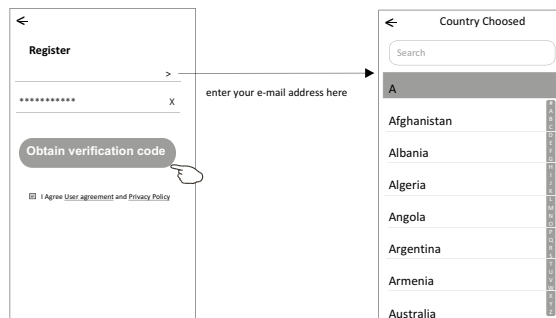 Register
>
*********** X
Obtain verification code
I Agree User agreement and Privacy Policy
enter your e-mail address here
Country Choosed
Search
A
Afghanistan
Albania
Algeria
Angola
Argentina
Armenia
Australia
#
A
B
C
D
E
F
G
H
I
J
K
L
M
N
O
P
Q
R
S
T
U
V
W
X
Y
Z